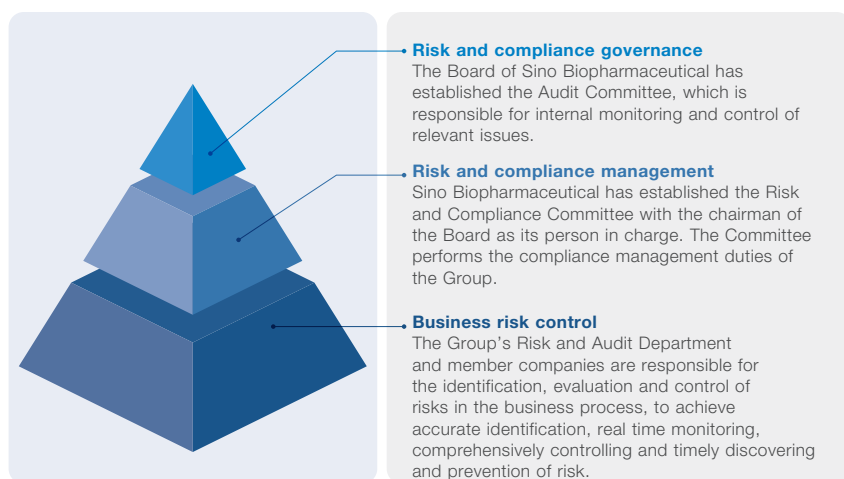 Risk and compliance governance
The Board of Sino Biopharmaceutical has
established the Audit Committee, which is
responsible for internal monitoring and control of
relevant issues.
Risk and compliance management
Sino Biopharmaceutical has established the Risk
and Compliance Committee with the chairman of
the Board as its person in charge. The Committee
performs the compliance management duties of
the Group.
Business risk control
The Group's Risk and Audit Department
and member companies are responsible for
the identification, evaluation and control of
risks in the business process, to achieve
accurate identification, real time monitoring,
comprehensively controlling and timely discovering
and prevention of risk.